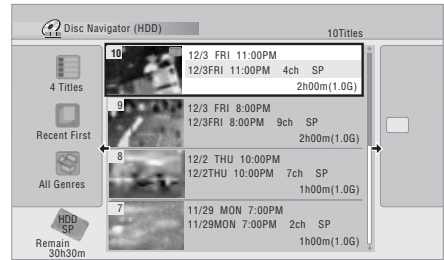 Disc Navigator (HDD)
10Titles
4 Titles
Recent First
All Genres
HDD
SP
Remain
30h30m
10
12/3 FRI 11:00PM
12/3FRI 11:00PM 4ch SP
2h00m(1.0G)
9
12/3 FRI 8:00PM
12/3FRI 8:00PM 9ch SP
2h00m(1.0G)
8
12/2 THU 10:00PM
12/2THU 10:00PM 7ch SP
1h00m(1.0G)
7
11/29 MON 7:00PM
11/29MON 7:00PM 2ch SP
1h00m(1.0G)